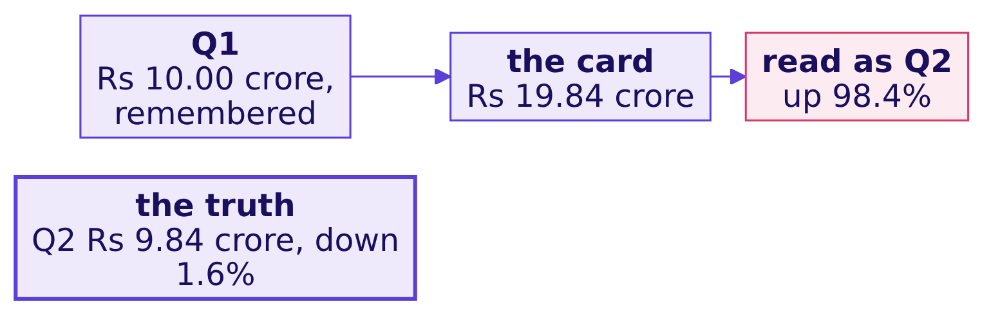 Q1
Rs 10.00 crore,
remembered
the card
Rs 19.84 crore
read as Q2
up 98.4%
the truth
Q2 Rs 9.84 crore, down
1.6%